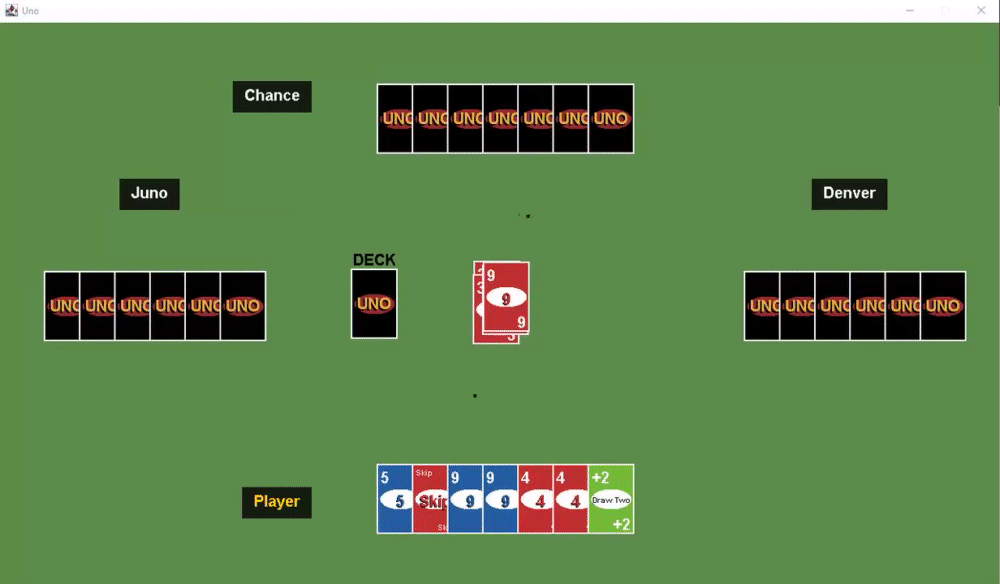 Uno
Chance
UNO UNO UNO UNO UNO UNO UNO
Juno
Denver
DECK
UNO UNO UNO UNO UNO UNO
UNO
9
9
9
3
UNO UNO UNO UNO UNO UNO
Player
5 Skip 9 9 4 4 +2
5 Skip 9 9 4 4 Draw Two
Sk +2